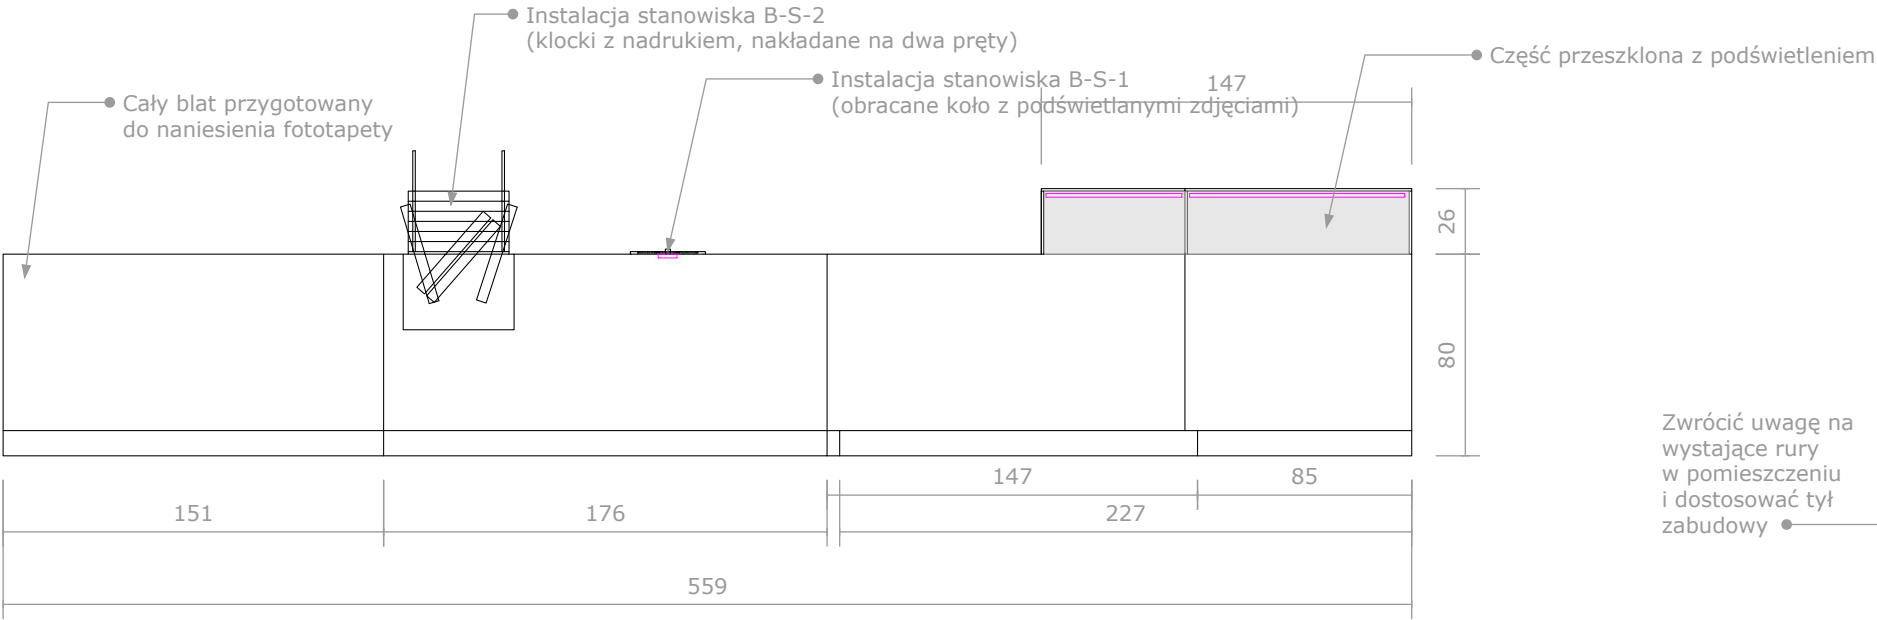 Instalacja stanowiska B-S-2
(klocki z nadrukiem, nakładane na dwa pręty)
Część przeszklona z podświetleniem
Instalacja stanowiska B-S-1
(obracane koło z podświetlanymi zdjęciami)
147
Cały blat przygotowany
do naniesienia fototapety
26
80
Zwrócić uwagę na
wystające rury
w pomieszczeniu
i dostosować tył
zabudowy
147
85
151
176
227
559